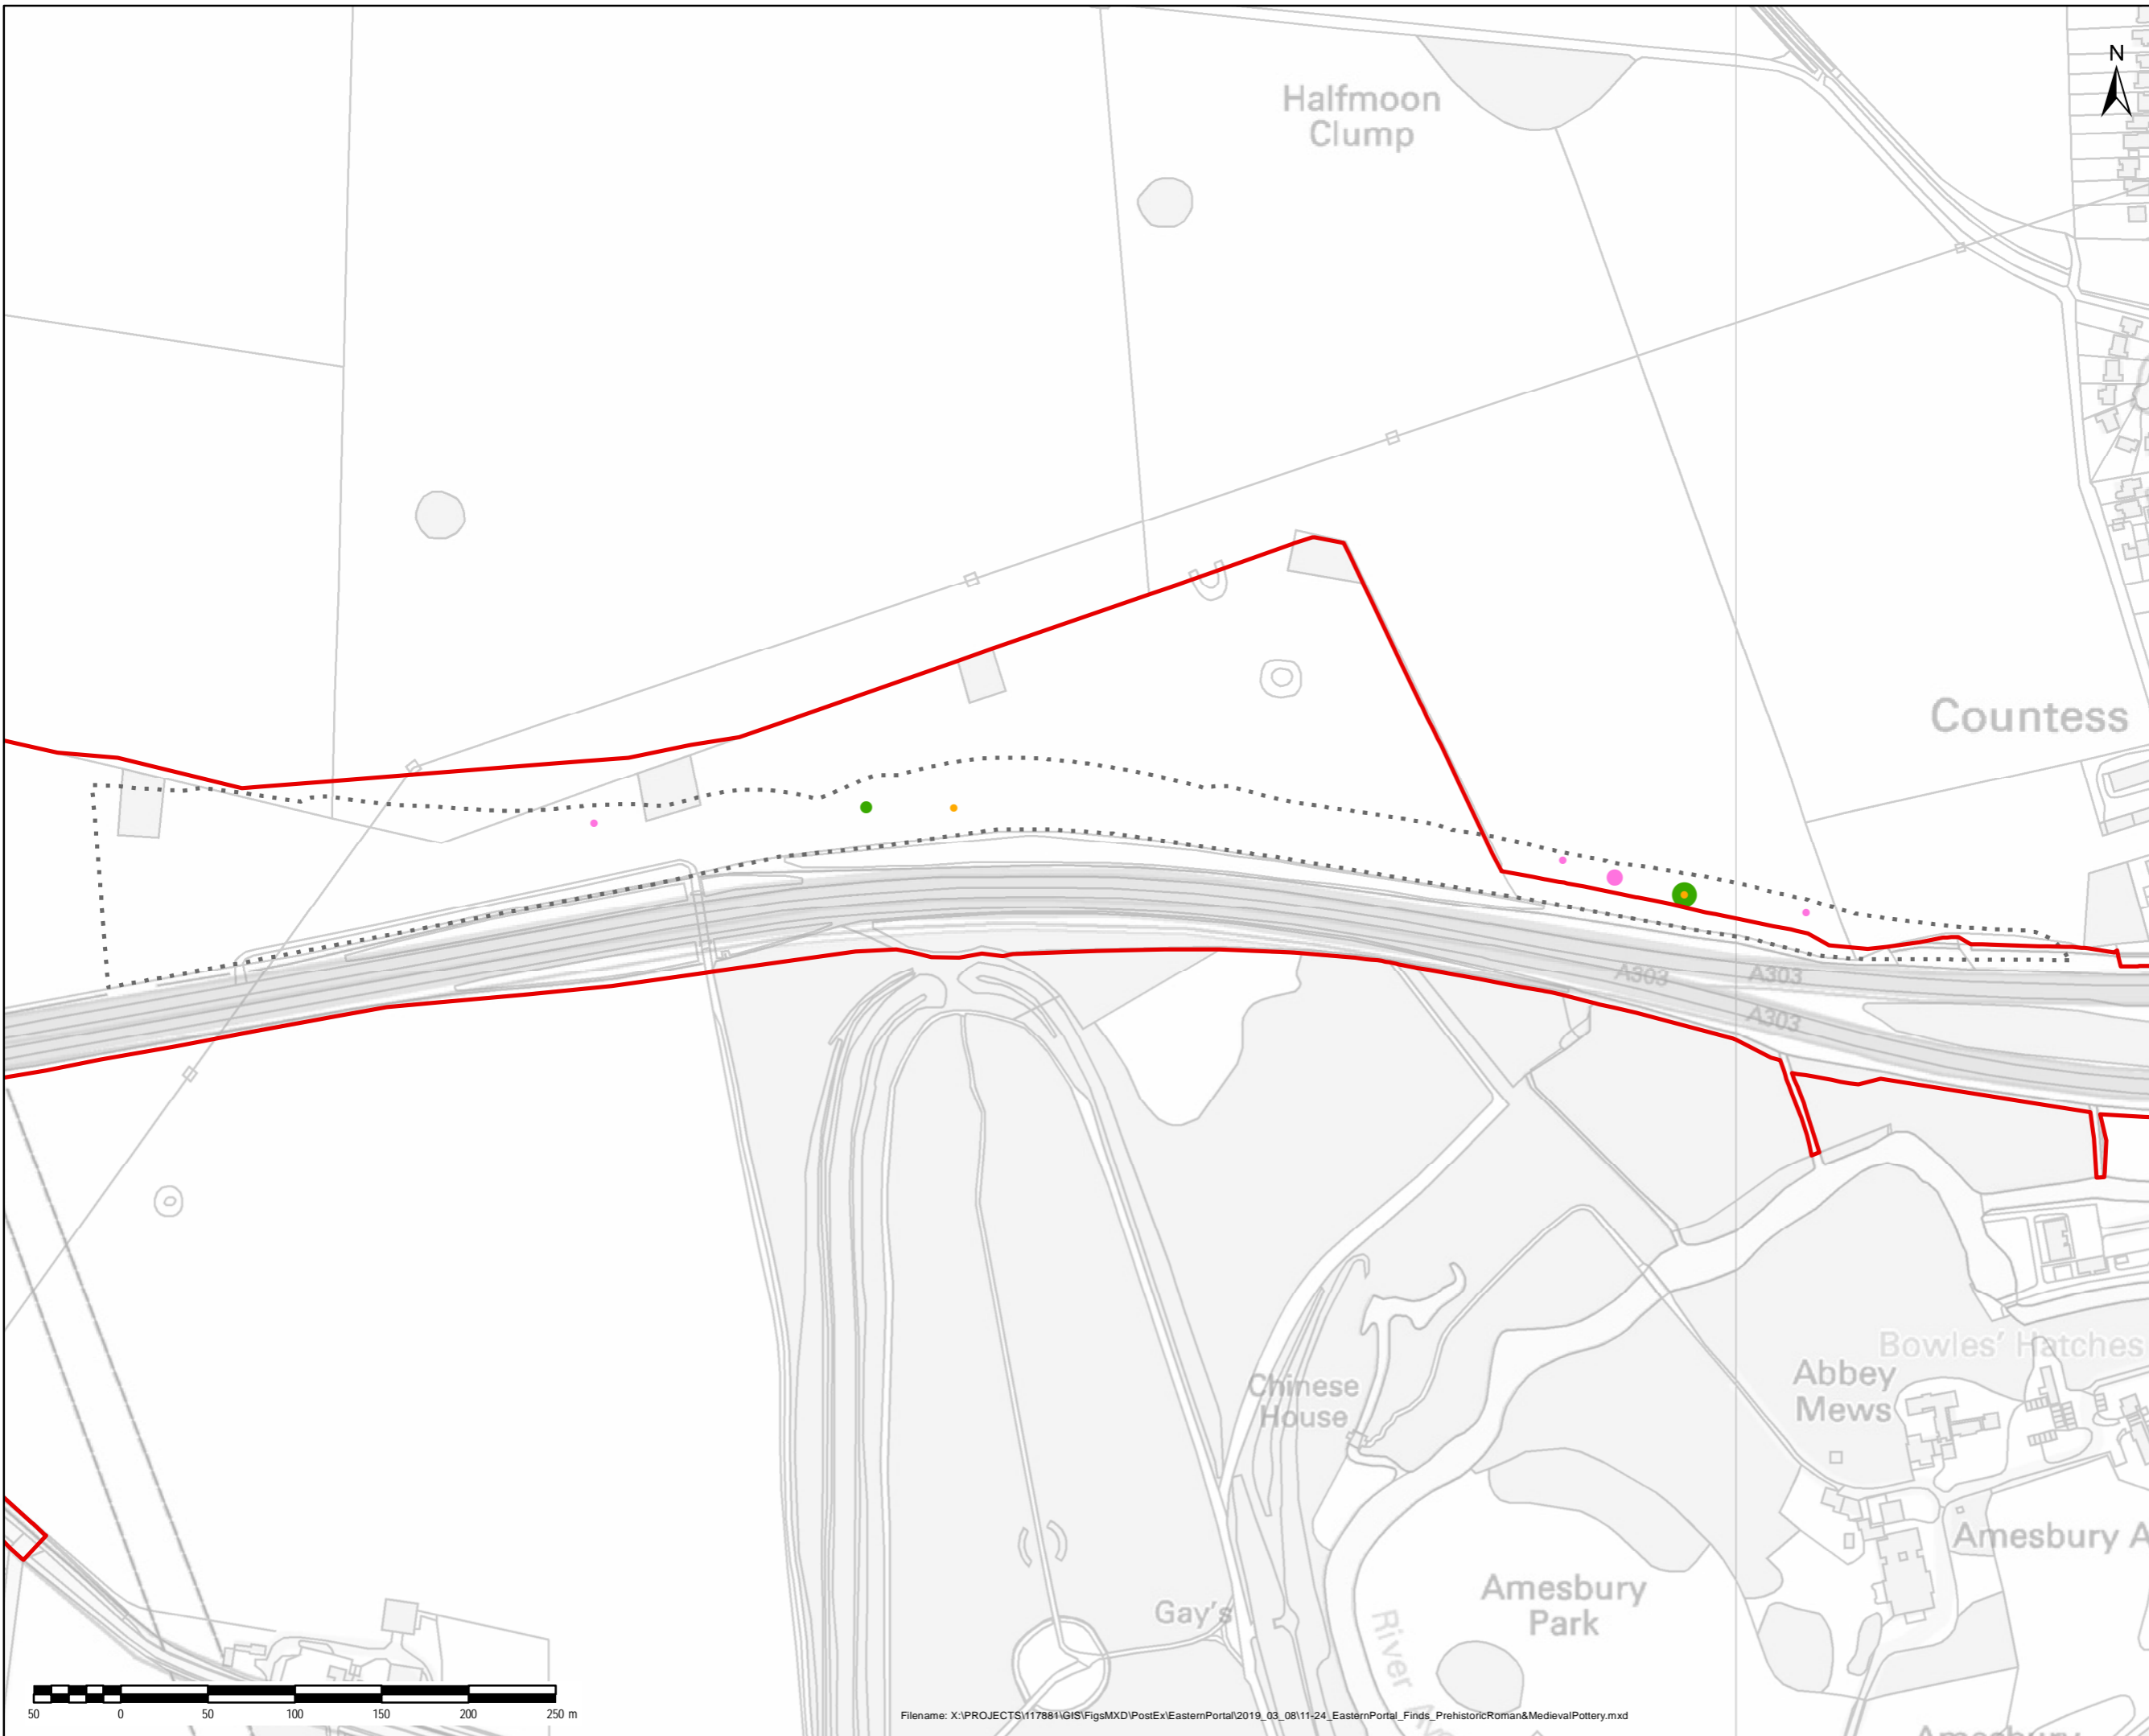 N
Halfmoon
Clump
Countess
A303
A303
A303
Bowles' Hatches
Abbey
Mews
Chinese
House
Amesbury A
Amesbury
Park
Gay's
River
Amesbury
50 0 50 100 150 200 250 m
Filename: X:\PROJECTS\117881\GIS\FigsMXD\PostEx\EasternPortal\2019_03_08\11-24_EasternPortal_Finds_PrehistoricRoman&MedievalPottery.mxd